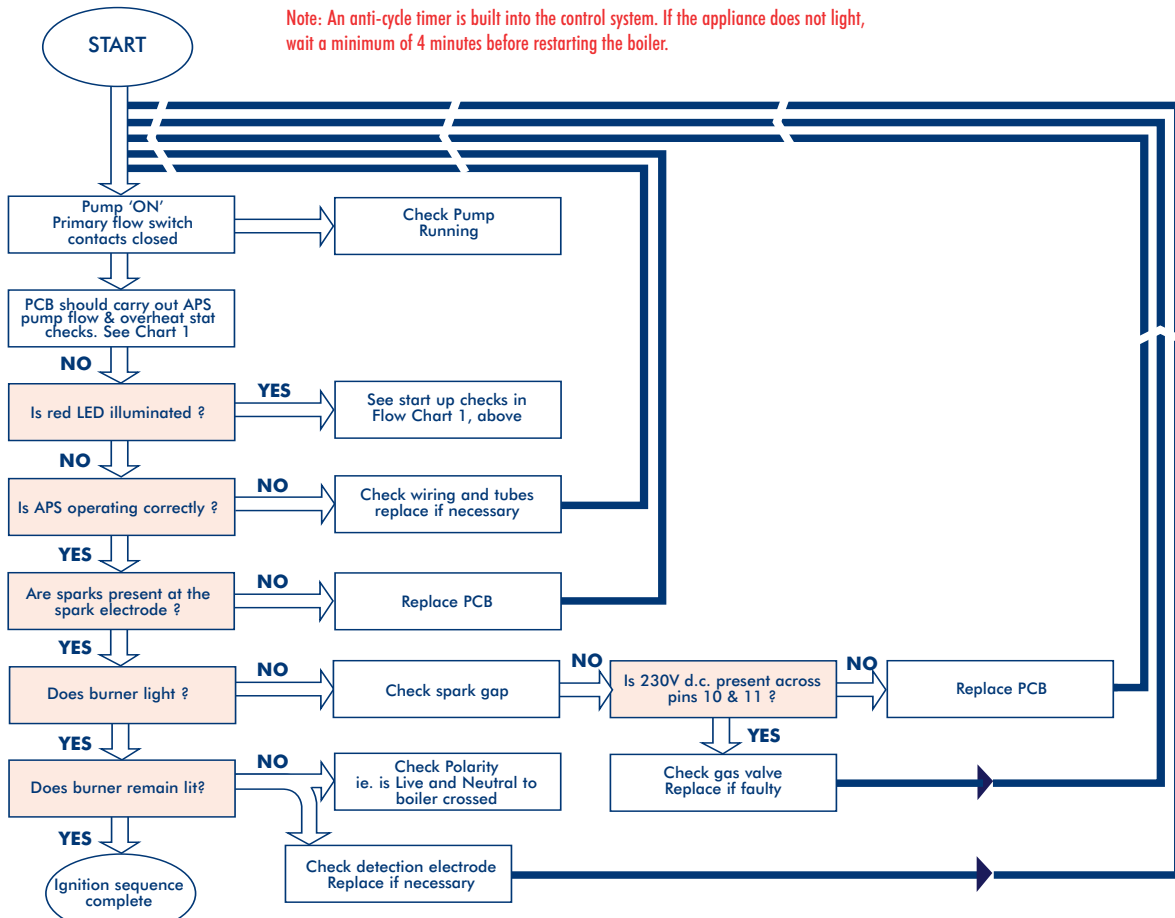 Note: An anti-cycle timer is built into the control system. If the appliance does not light,
wait a minimum of 4 minutes before restarting the boiler.
START
Pump ‘ON’
Primary flow switch
contacts closed
Check Pump
Running
PCB should carry out APS
pump flow & overheat stat
checks. See Chart 1
NO
Is red LED illuminated ?
YES
See start up checks in
Flow Chart 1, above
NO
Is APS operating correctly ?
NO
Check wiring and tubes
replace if necessary
YES
Are sparks present at the
spark electrode ?
NO
Replace PCB
YES
Does burner light ?
NO
Check spark gap
NO
Is 230V d.c. present across
pins 10 & 11 ?
NO
Replace PCB
YES
Check gas valve
Replace if faulty
YES
Does burner remain lit?
NO
Check Polarity
ie. is Live and Neutral to
boiler crossed
Check detection electrode
Replace if necessary
YES
Ignition sequence
complete